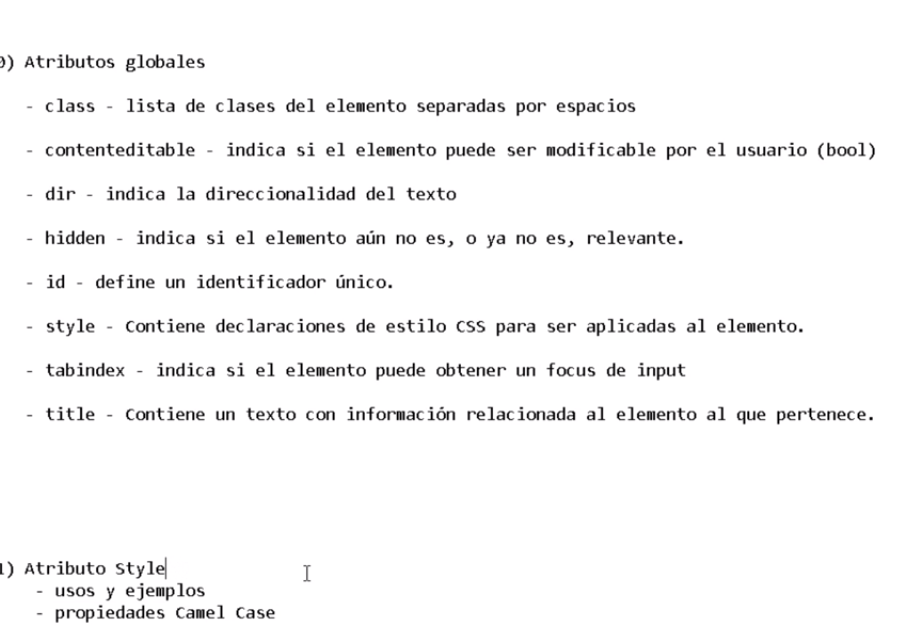 0) Atributos globales
- class - lista de clases del elemento separadas por espacios
- contenteditable - indica si el elemento puede ser modificable por el usuario (bool)
- dir - indica la direccionalidad del texto
- hidden - indica si el elemento aún no es, o ya no es, relevante.
- id - define un identificador único.
- style - Contiene declaraciones de estilo CSS para ser aplicadas al elemento.
- tabindex - indica si el elemento puede obtener un focus de input
- title - Contiene un texto con información relacionada al elemento al que pertenece.
1) Atributo Style
- usos y ejemplos
- propiedades Camel Case